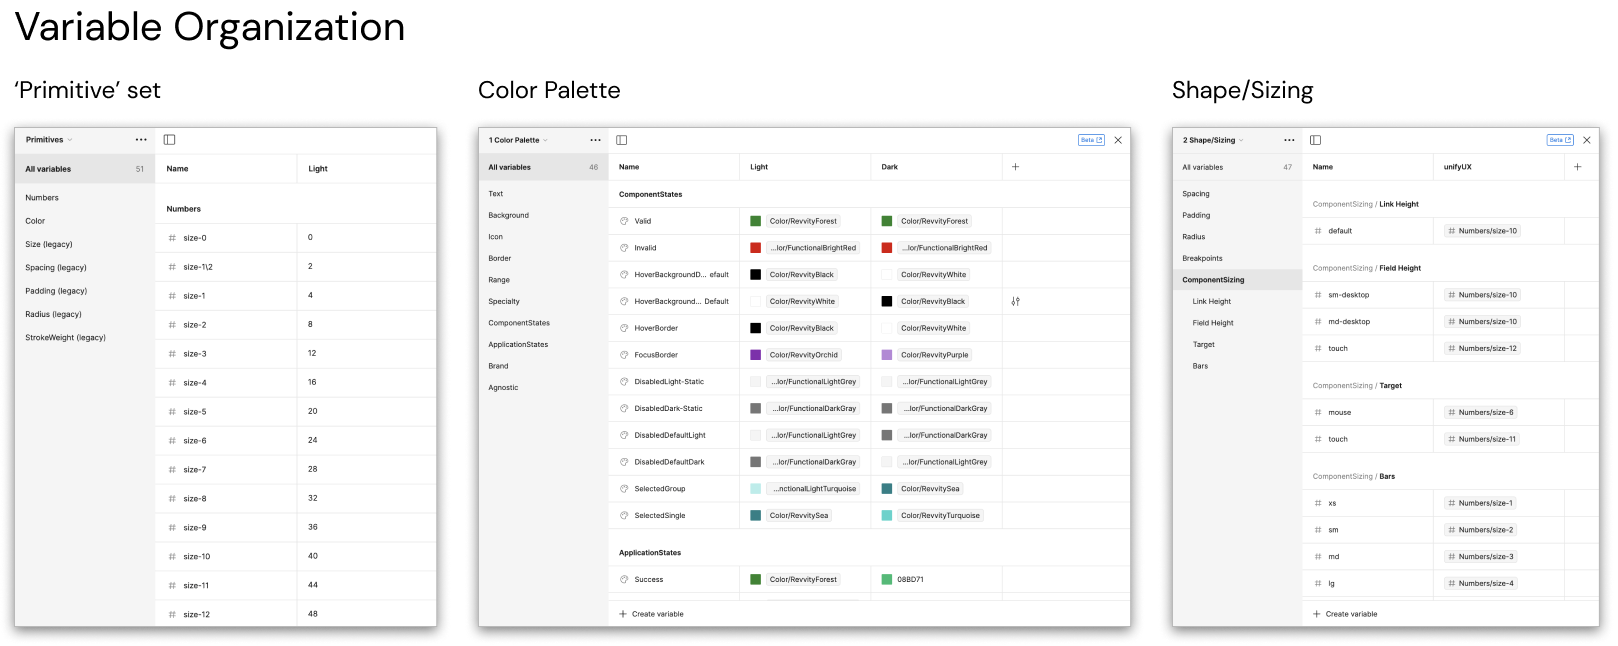 Variable Organization
‘Primitive’ set
Primitives
All variables 51
Numbers
Color
Size (legacy)
Spacing (legacy)
Padding (legacy)
Radius (legacy)
StrokeWeight (legacy)
Name Light
Numbers
size-0 0
size-1\2 2
size-1 4
size-2 8
size-3 12
size-4 16
size-5 20
size-6 24
size-7 28
size-8 32
size-9 36
size-10 40
size-11 44
size-12 48
Color Palette
1 Color Palette
Beta
All variables 46
Text
Background
Icon
Border
Range
Specialty
ComponentStates
ApplicationStates
Brand
Agnostic
Name Light Dark
ComponentStates
Valid Color/RevvityForest Color/RevvityForest
Invalid ...lor/FunctionalBrightRed ...lor/FunctionalBrightRed
HoverBackgroundD... efault Color/RevvityBlack Color/RevvityWhite
HoverBackground... Default Color/RevvityWhite Color/RevvityBlack
HoverBorder Color/RevvityBlack Color/RevvityWhite
FocusBorder Color/RevvityOrchid Color/RevvityPurple
DisabledLight-Static ...lor/FunctionalLightGrey ...lor/FunctionalLightGrey
DisabledDark-Static ...lor/FunctionalDarkGray ...lor/FunctionalDarkGray
DisabledDefaultLight ...lor/FunctionalLightGrey ...lor/FunctionalDarkGray
DisabledDefaultDark ...lor/FunctionalDarkGray ...lor/FunctionalLightGrey
SelectedGroup ...nctionalLightTurquoise Color/RevvitySea
SelectedSingle Color/RevvitySea Color/RevvityTurquoise
ApplicationStates
Success Color/RevvityForest 08BD71
Create variable
Shape/Sizing
2 Shape/Sizing
Beta
All variables 47
Spacing
Padding
Radius
Breakpoints
ComponentSizing
Link Height
Field Height
Target
Bars
Name unifyUX
ComponentSizing / Link Height
default Numbers/size-10
ComponentSizing / Field Height
sm-desktop Numbers/size-10
md-desktop Numbers/size-10
touch Numbers/size-12
ComponentSizing / Target
mouse Numbers/size-6
touch Numbers/size-11
ComponentSizing / Bars
xs Numbers/size-1
sm Numbers/size-2
md Numbers/size-3
lg Numbers/size-4
Create variable